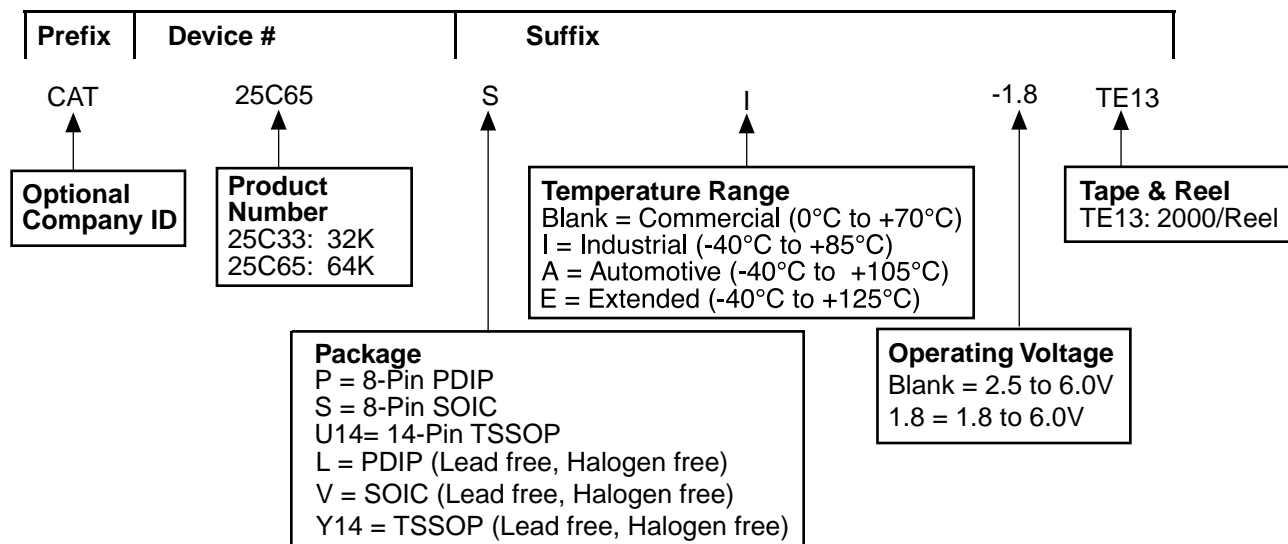 Prefix Device # Suffix
CAT 25C65 S I -1.8 TE13
Optional
Company ID
Product
Number
25C33: 32K
25C65: 64K
Temperature Range
Blank = Commercial (0°C to +70°C)
I = Industrial (-40°C to +85°C)
A = Automotive (-40°C to +105°C)
E = Extended (-40°C to +125°C)
Tape & Reel
TE13: 2000/Reel
Package
P = 8-Pin PDIP
S = 8-Pin SOIC
U14= 14-Pin TSSOP
L = PDIP (Lead free, Halogen free)
V = SOIC (Lead free, Halogen free)
Y14 = TSSOP (Lead free, Halogen free)
Operating Voltage
Blank = 2.5 to 6.0V
1.8 = 1.8 to 6.0V